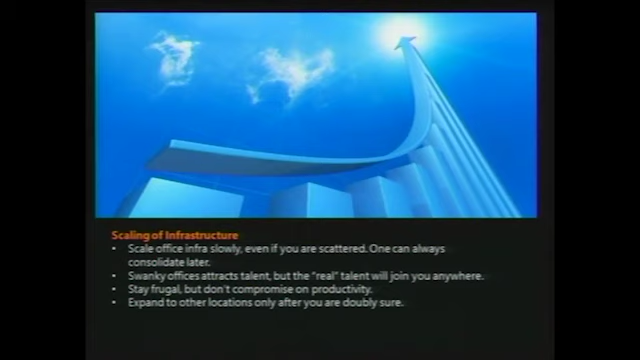 Scaling of Infrastructure
• Scale office infra slowly, even if you are scattered. One can always
consolidate later.
• Swanky offices attracts talent, but the “real” talent will join you anywhere.
• Stay frugal, but don't compromise on productivity.
• Expand to other locations only after you are doubly sure.